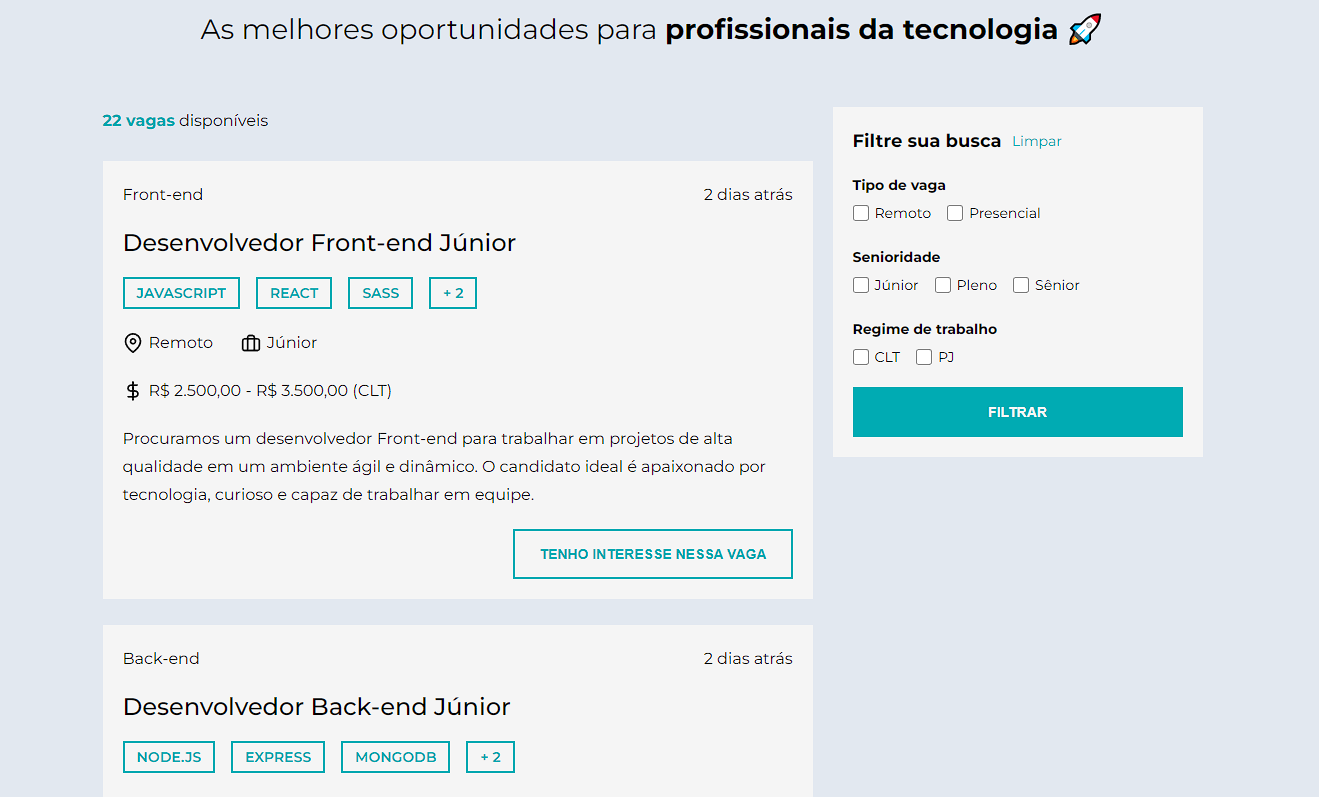 As melhores oportunidades para profissionais da tecnologia 🚀
22 vagas disponíveis
Front-end
2 dias atrás
Desenvolvedor Front-end Júnior
JAVASCRIPT
REACT
SASS
+ 2
Remoto
Júnior
R$ 2.500,00 - R$ 3.500,00 (CLT)
Procuramos um desenvolvedor Front-end para trabalhar em projetos de alta
qualidade em um ambiente ágil e dinâmico. O candidato ideal é apaixonado por
tecnologia, curioso e capaz de trabalhar em equipe.
TENHO INTERESSE NESSA VAGA
Back-end
2 dias atrás
Desenvolvedor Back-end Júnior
NODE.JS
EXPRESS
MONGODB
+ 2
Filtre sua busca
Limpar
Tipo de vaga
Remoto
Presencial
Senioridade
Júnior
Pleno
Sênior
Regime de trabalho
CLT
PJ
FILTRAR